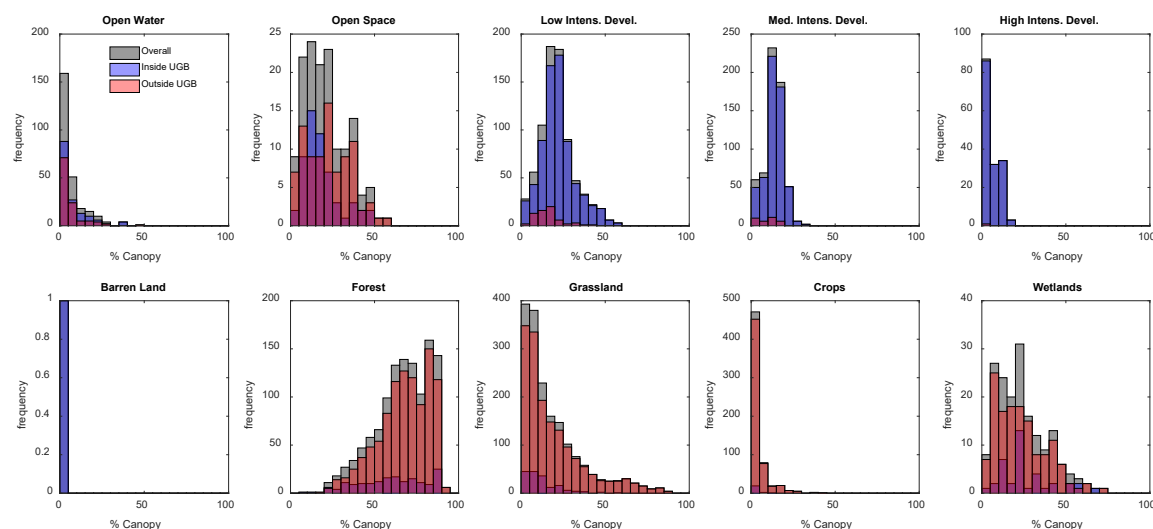 Open Water
Open Space
Low Intens. Devel.
Med. Intens. Devel.
High Intens. Devel.
200
150
100
50
0
frequency
0 50 100
% Canopy
Overall
Inside UGB
Outside UGB
25
20
15
10
5
0
frequency
0 50 100
% Canopy
200
150
100
50
0
frequency
0 50 100
% Canopy
250
200
150
100
50
0
frequency
0 50 100
% Canopy
100
80
60
40
20
0
frequency
0 50 100
% Canopy
Barren Land
Forest
Grassland
Crops
Wetlands
1
0.8
0.6
0.4
0.2
0
frequency
0 50 100
% Canopy
200
150
100
50
0
frequency
0 50 100
% Canopy
400
300
200
100
0
frequency
0 50 100
% Canopy
500
400
300
200
100
0
frequency
0 50 100
% Canopy
40
30
20
10
0
frequency
0 50 100
% Canopy